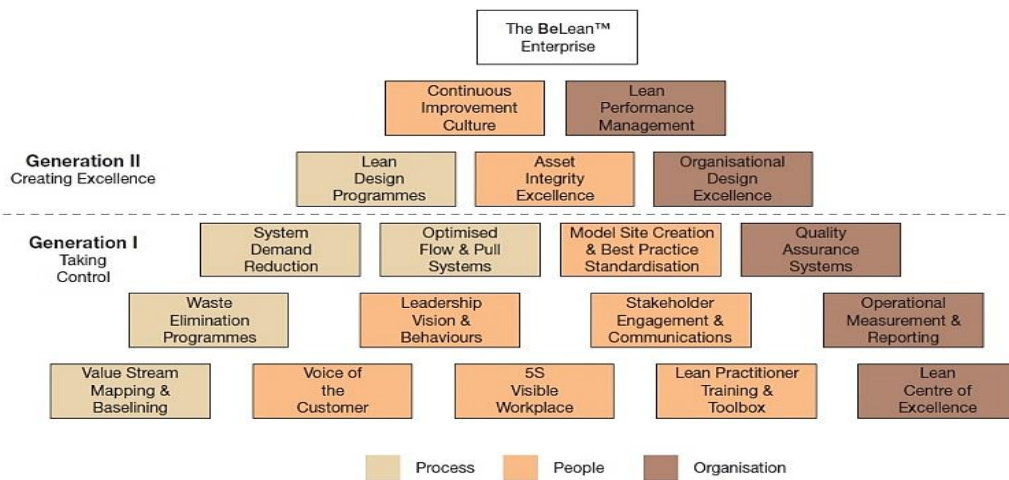 The BeLean™
Enterprise
Continuous
Improvement
Culture
Lean
Performance
Management
Generation II
Creating Excellence
Lean
Design
Programmes
Asset
Integrity
Excellence
Organisational
Design
Excellence
Generation I
Taking
Control
System
Demand
Reduction
Optimised
Flow & Pull
Systems
Model Site Creation
& Best Practice
Standardisation
Quality
Assurance
Systems
Waste
Elimination
Programmes
Leadership
Vision &
Behaviours
Stakeholder
Engagement &
Communications
Operational
Measurement &
Reporting
Value Stream
Mapping &
Baselining
Voice of
the
Customer
5S
Visible
Workplace
Lean Practitioner
Training &
Toolbox
Lean
Centre of
Excellence
Process
People
Organisation